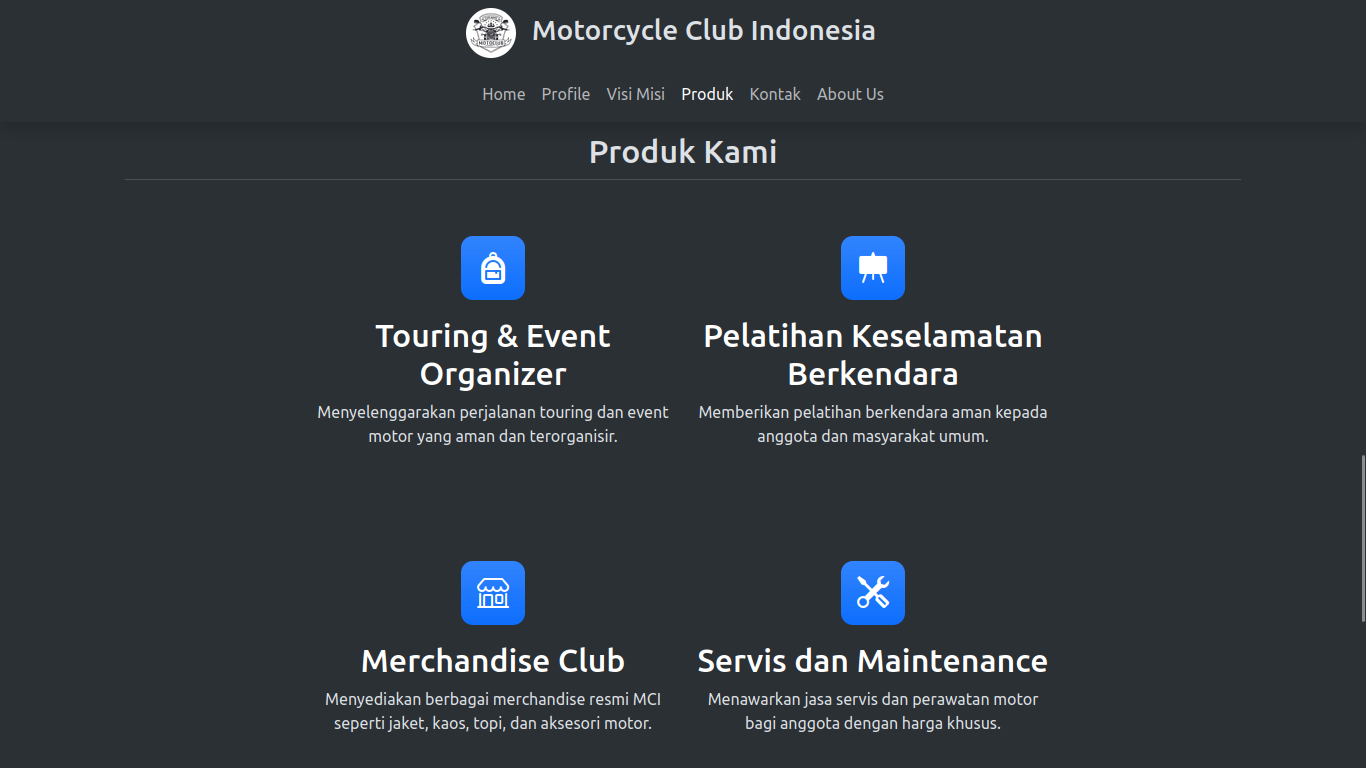 MOTOCLUB
Motorcycle Club Indonesia
Home Profile Visi Misi Produk Kontak About Us
Produk Kami
Touring & Event
Organizer
Menyelenggarakan perjalanan touring dan event
motor yang aman dan terorganisir.
Pelatihan Keselamatan
Berkendara
Memberikan pelatihan berkendara aman kepada
anggota dan masyarakat umum.
Merchandise Club
Menyediakan berbagai merchandise resmi MCI
seperti jaket, kaos, topi, dan aksesori motor.
Servis dan Maintenance
Menawarkan jasa servis dan perawatan motor
bagi anggota dengan harga khusus.